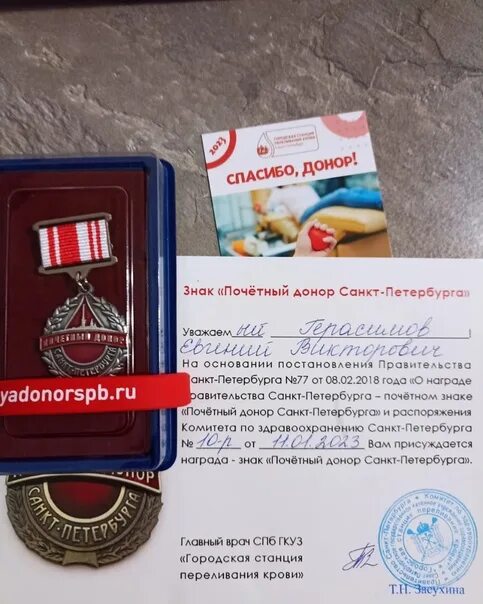 2023
ГОРОДСКАЯ СТАНЦИЯ
ПЕРЕЛИВАНИЯ КРОВИ
СПАСИБО, ДОНОР!
Знак «Почётный донор Санкт-Петербурга»
Уважаемый Герасимов
Евгений Викторович
На основании постановления Правительства
Санкт-Петербурга №77 от 08.02.2018 года «О награде
Правительства Санкт-Петербурга – почётном знаке
«Почётный донор Санкт-Петербурга» и распоряжения
Комитета по здравоохранению Санкт-Петербурга
№ 10-р от 11.01.2023 Вам присуждается
награда - знак «Почётный донор Санкт-Петербурга».
Главный врач СПб ГКУЗ
«Городская станция
переливания крови»
Т.Н. Засухина
ПОЧЕТНЫЙ ДОНОР
САНКТ-ПЕТЕРБУРГА
yadonorspb.ru
ДОНОР
САНКТ-ПЕТЕРБУРГА